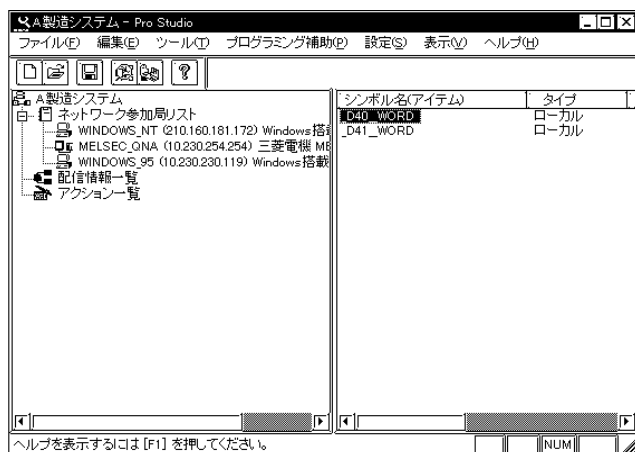 A製造システム - Pro Studio
ファイル(F) 編集(E) ツール(T) プログラミング補助(P) 設定(S) 表示(V) ヘルプ(H)
A製造システム
ネットワーク参加局リスト
WINDOWS_NT (210.160.181.172) Windows搭
MELSEC_QNA (10.230.254.254) 三菱電機 ME
WINDOWS_95 (10.230.230.119) Windows搭載
配信情報一覧
アクション一覧
シンボル名(アイテム) タイプ
_D40__WORD ローカル
_D41__WORD ローカル
ヘルプを表示するには [F1] を押してください。 NUM